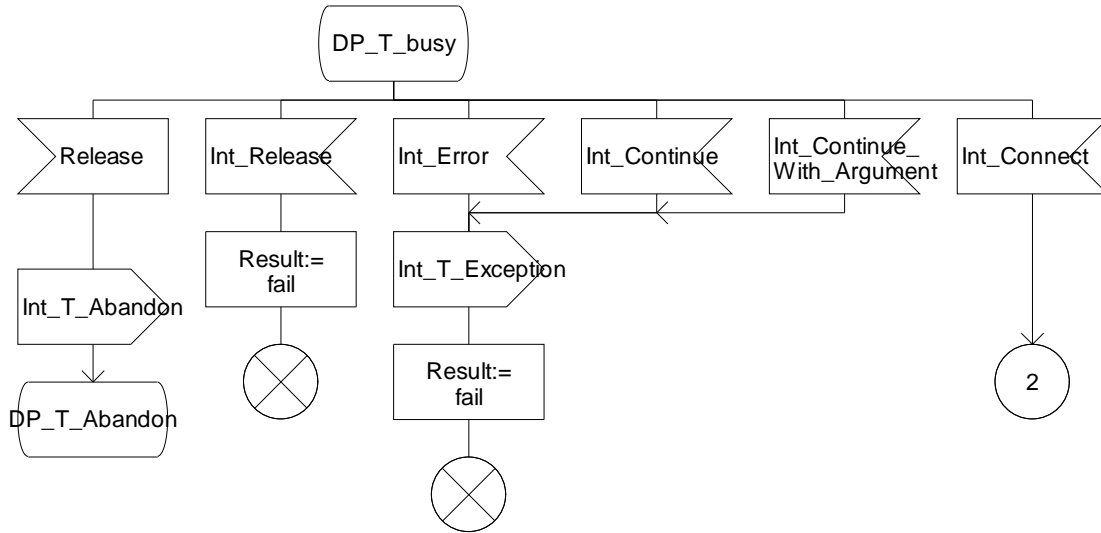 DP_T_busy
Release
Int_Release
Int_Error
Int_Continue
Int_Continue_
With_Argument
Int_Connect
Result:=
fail
Int_T_Exception
Int_T_Abandon
Result:=
fail
2
DP_T_Abandon